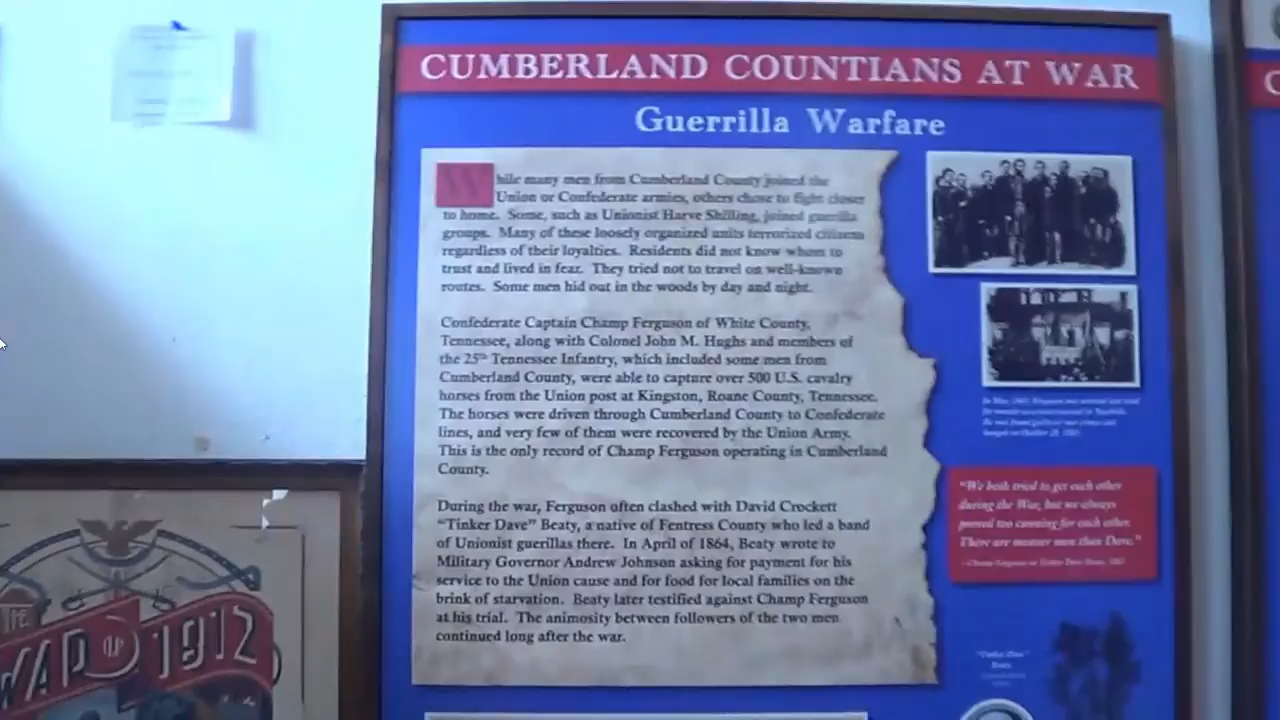 CUMBERLAND COUNTIANS AT WAR
Guerrilla Warfare
While many men from Cumberland County joined the
Union or Confederate armies, others chose to fight closer
to home. Some, such as Unionist Harve Shilling, joined guerilla
groups. Many of these loosely organized units terrorized citizens
regardless of their loyalties. Residents did not know whom to
trust and lived in fear. They tried not to travel on well-known
routes. Some men hid out in the woods by day and night.
Confederate Captain Champ Ferguson of White County,
Tennessee, along with Colonel John M. Hughs and members of
the 25th Tennessee Infantry, which included some men from
Cumberland County, were able to capture over 500 U.S. cavalry
horses from the Union post at Kingston, Roane County, Tennessee.
The horses were driven through Cumberland County to Confederate
lines, and very few of them were recovered by the Union Army.
This is the only record of Champ Ferguson operating in Cumberland
County.
During the war, Ferguson often clashed with David Crockett
"Tinker Dave" Beaty, a native of Fentress County who led a band
of Unionist guerillas there. In April of 1864, Beaty wrote to
Military Governor Andrew Johnson asking for payment for his
service to the Union cause and for food for local families on the
brink of starvation. Beaty later testified against Champ Ferguson
at his trial. The animosity between followers of the two men
continued long after the war.
"We both tried to get each other
during the War, but we always
proved too cunning for each other.
There are meaner men than Dave."
"Tinker Dave"
Beaty
THE
WAR OF 1812
C